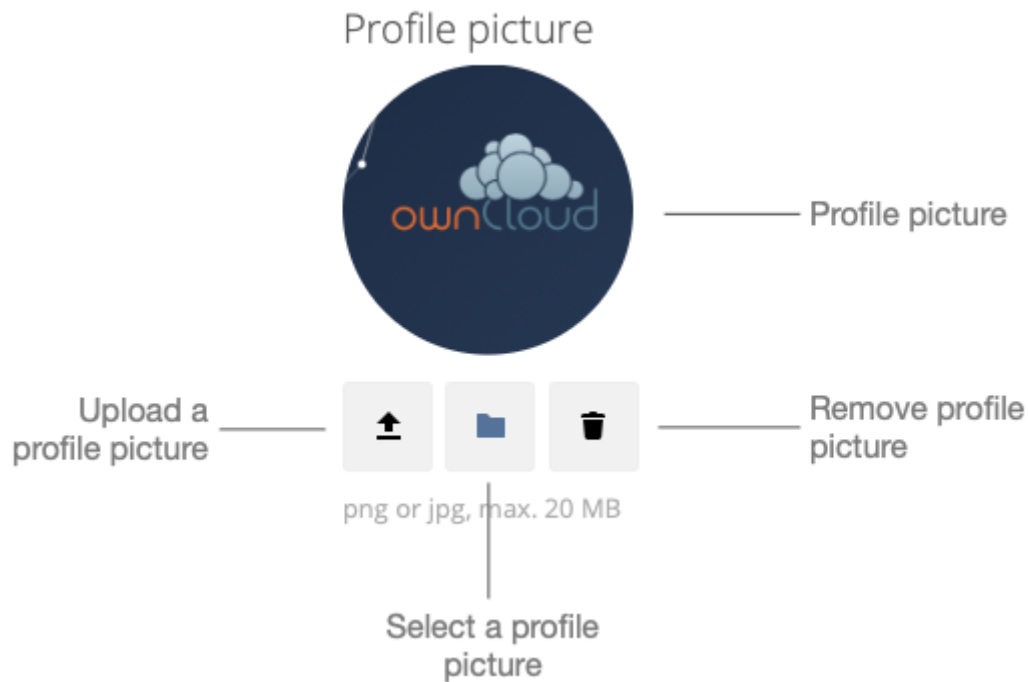 Profile picture
ownCloud
Profile picture
Upload a
profile picture
Remove profile
picture
png or jpg, max. 20 MB
Select a profile
picture